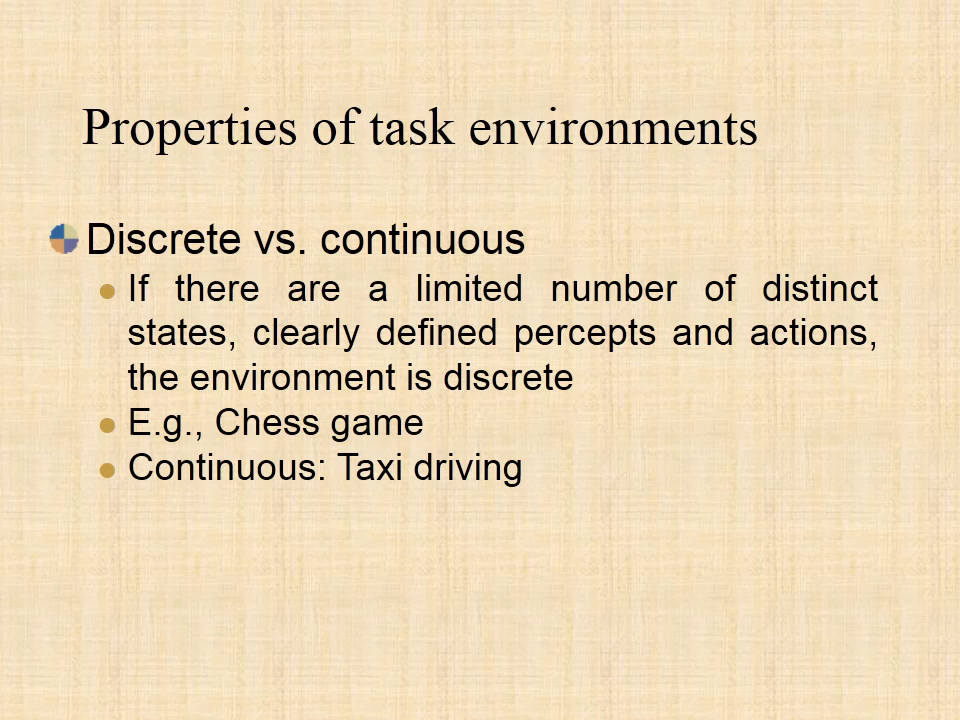 Properties of task environments
Discrete vs. continuous
If there are a limited number of distinct
states, clearly defined percepts and actions,
the environment is discrete
E.g., Chess game
Continuous: Taxi driving